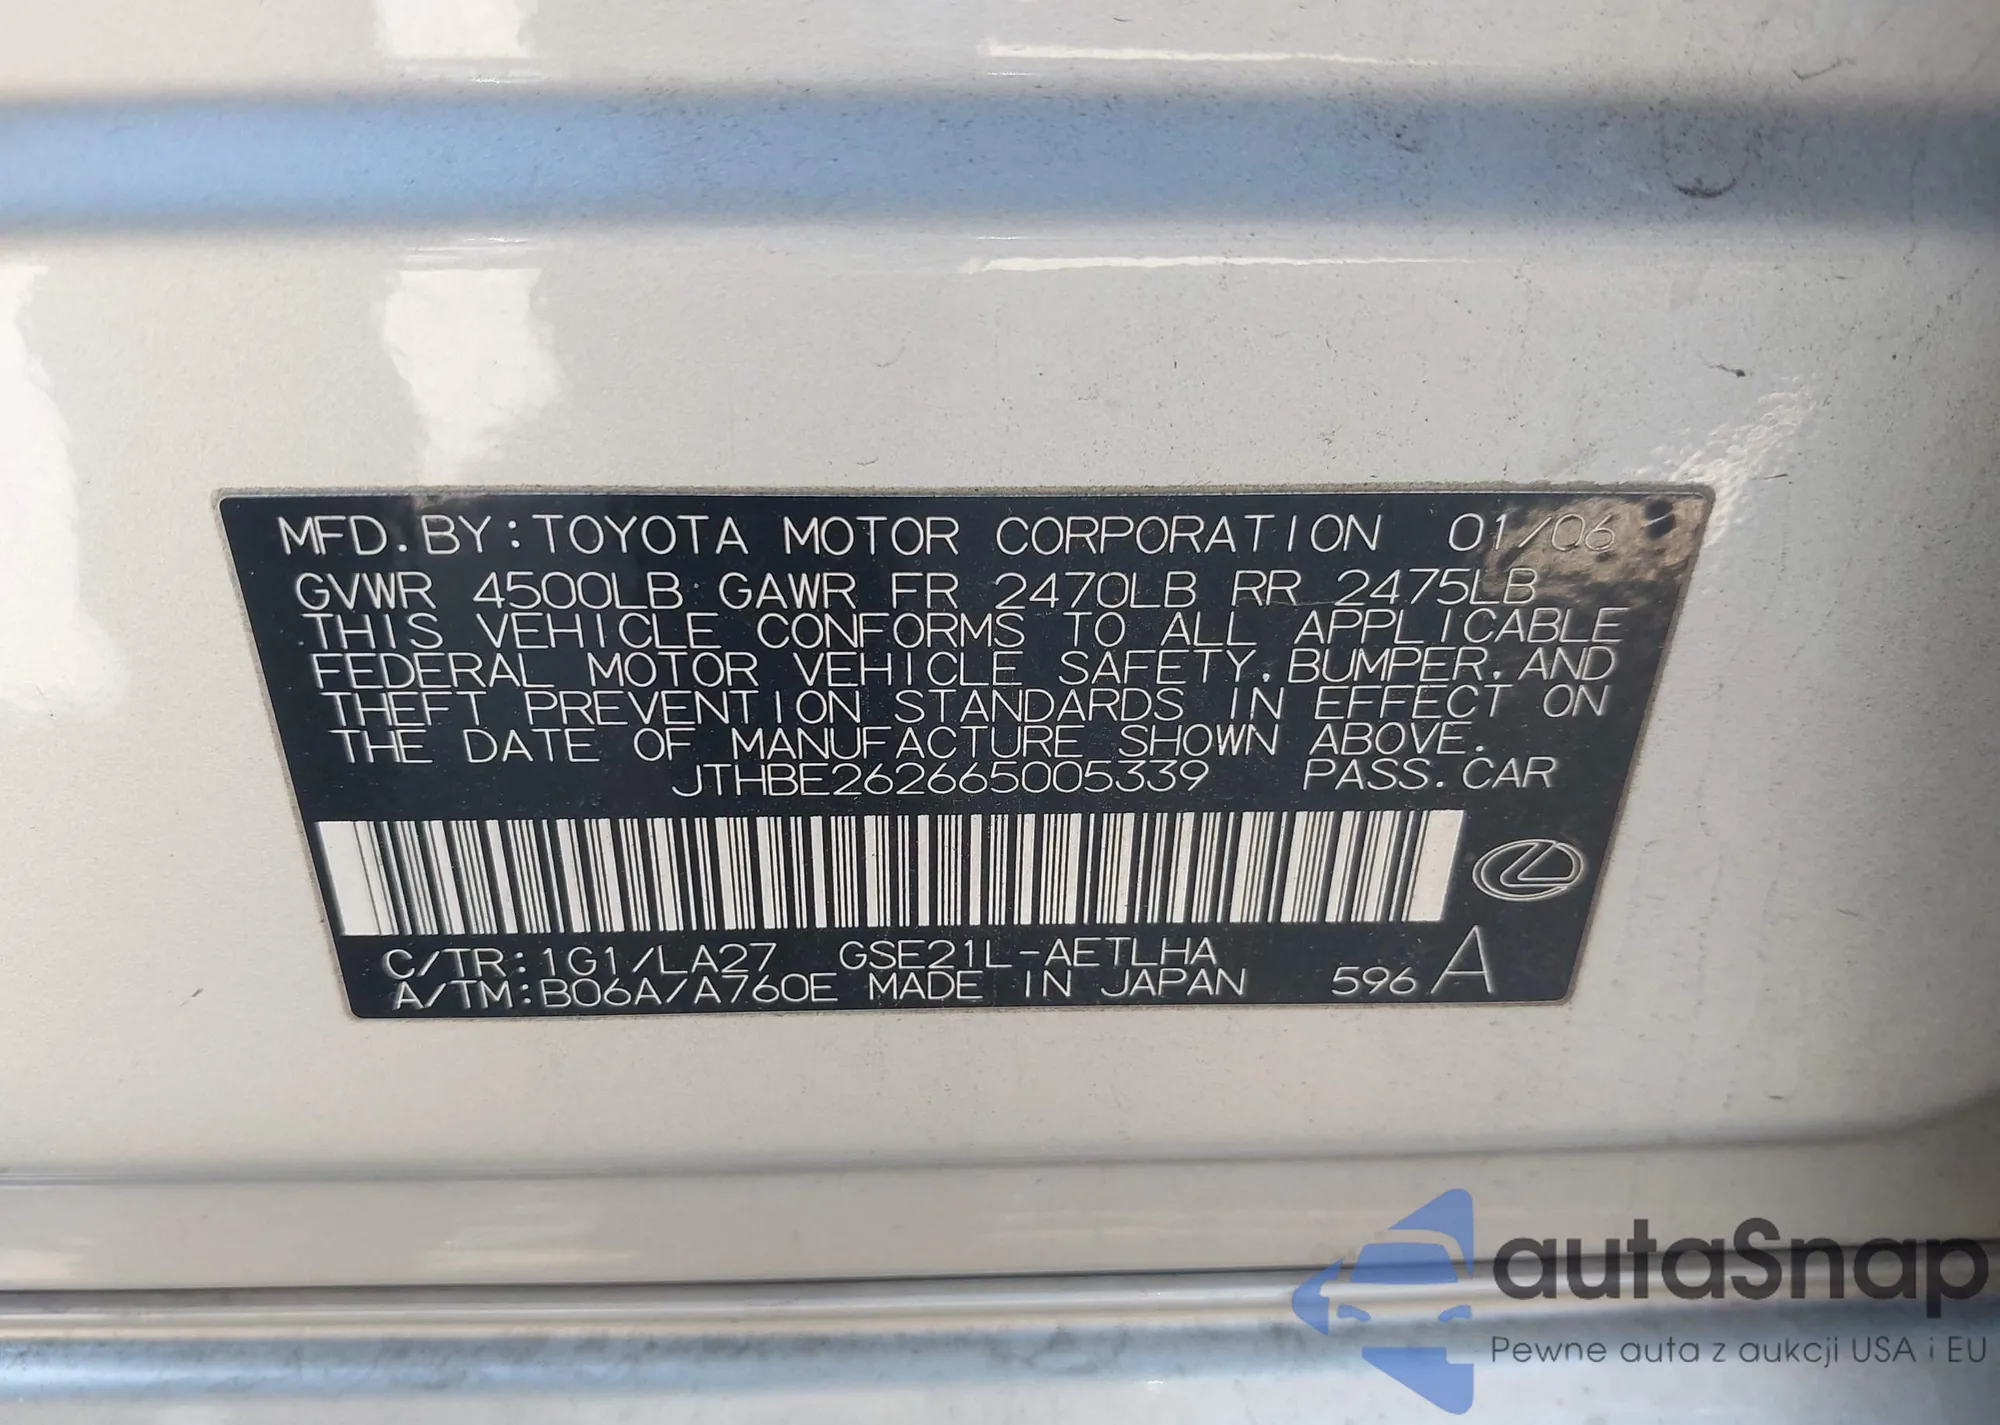 MFD. BY: TOYOTA MOTOR CORPORATION 01/06
GVWR 4500LB GAWR FR 2470LB RR 2475LB
THIS VEHICLE CONFORMS TO ALL APPLICABLE
FEDERAL MOTOR VEHICLE SAFETY, BUMPER, AND
THEFT PREVENTION STANDARDS IN EFFECT ON
THE DATE OF MANUFACTURE SHOWN ABOVE.
JTHBE262665005339 PASS. CAR
C/TR: 1G1/LA27 GSE21L-AETLHA
A/TM: B06A/A760E MADE IN JAPAN 596 A
autaSnap
Pewne auta z aukcji USA i EU